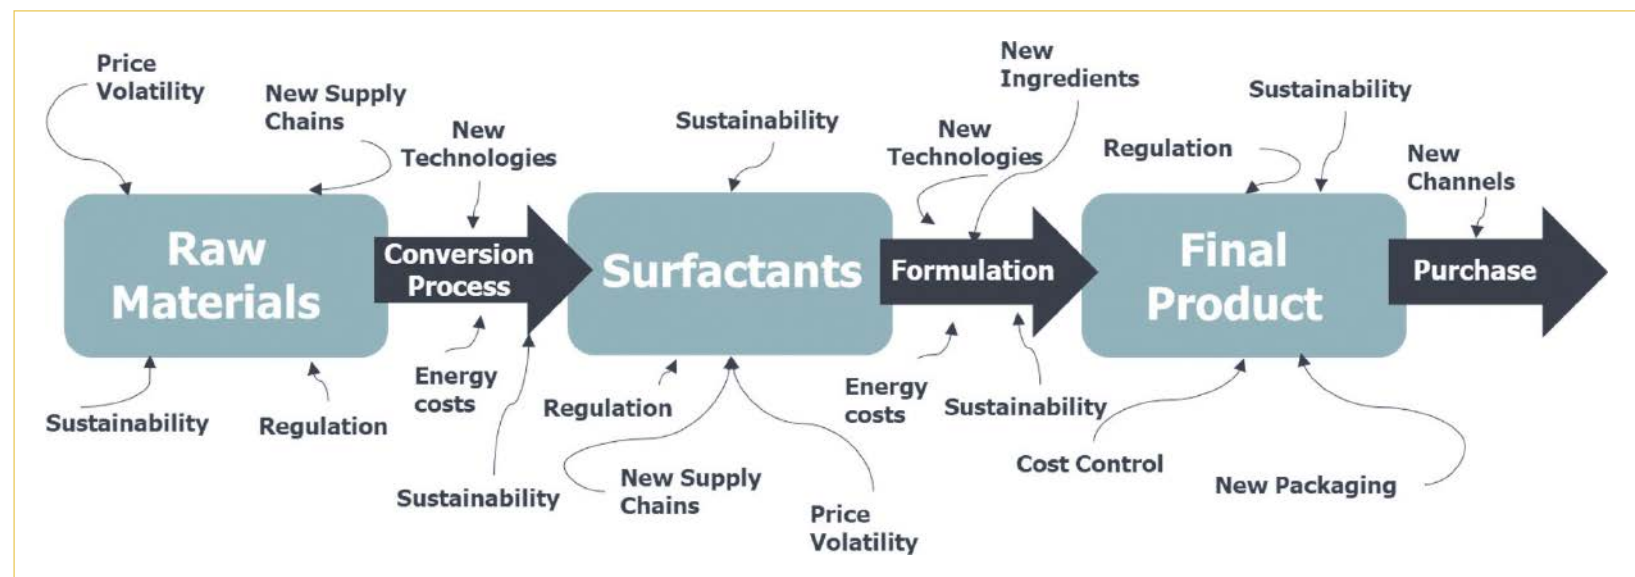 Price
Volatility
New Supply
Chains
New
Technologies
Sustainability
New
Ingredients
New
Technologies
Regulation
Sustainability
New
Channels
Raw
Materials
Conversion
Process
Surfactants
Formulation
Final
Product
Purchase
Sustainability
Regulation
Energy
costs
Sustainability
Regulation
New Supply
Chains
Price
Volatility
Energy
costs
Sustainability
Cost Control
New Packaging